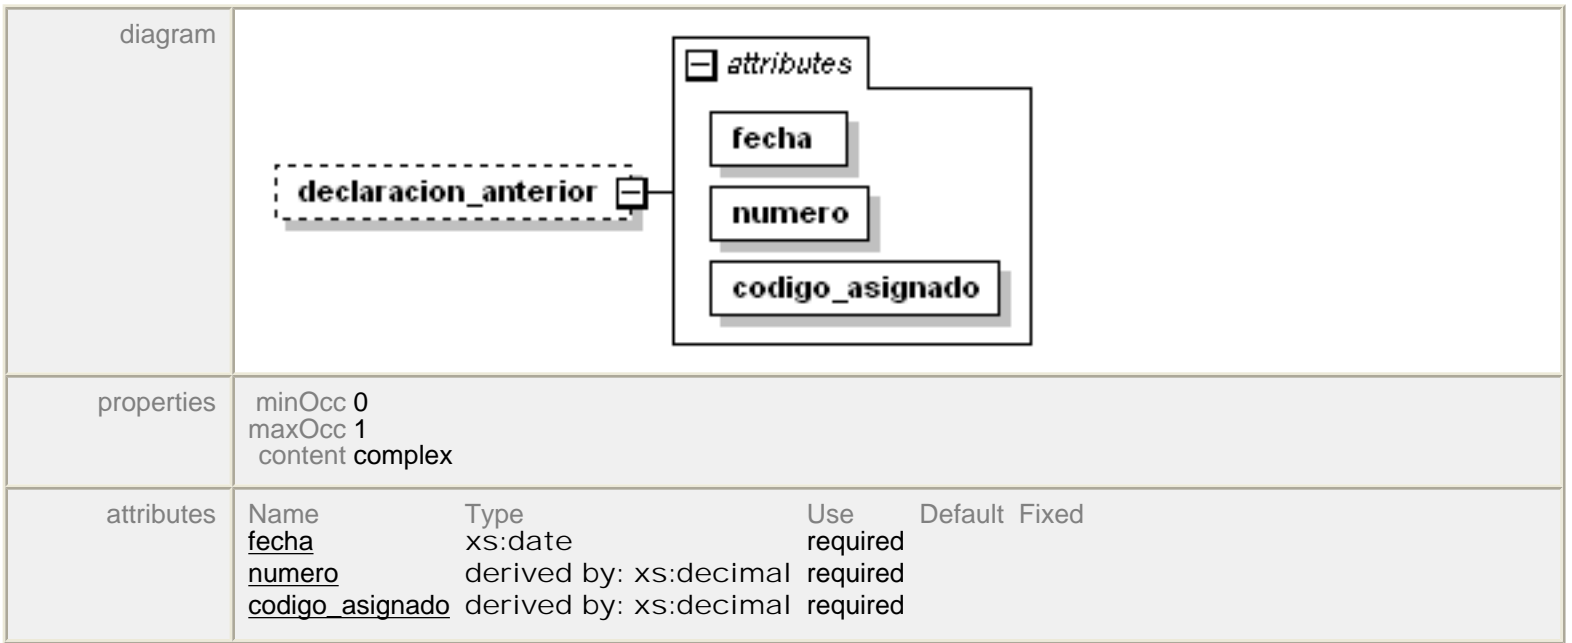 diagram
attributes
fecha
declaracion_anterior
numero
codigo_asignado
properties
minOcc 0
maxOcc 1
content complex
attributes
Name Type Use Default Fixed
fecha xs:date required
numero derived by: xs:decimal required
codigo_asignado derived by: xs:decimal required